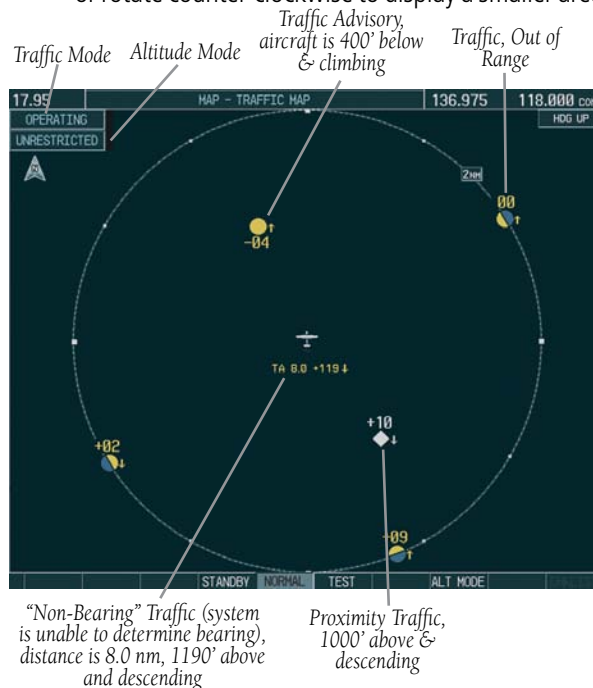 or rotate counter-clockwise to display a smaller area
Traffic Advisory,
aircraft is 400’ below
& climbing
Traffic, Out of
Range
Traffic Mode
Altitude Mode
17.95
MAP – TRAFFIC MAP
136.975
118.000 COM
OPERATING
UNRESTRICTED
HDG UP
N
2NM
00
-04
TA 8.0 +119↓
+10
+02
-09
STANDBY
NORMAL
TEST
ALT MODE
“Non-Bearing” Traffic (system
is unable to determine bearing),
distance is 8.0 nm, 1190’ above
and descending
Proximity Traffic,
1000’ above &
descending